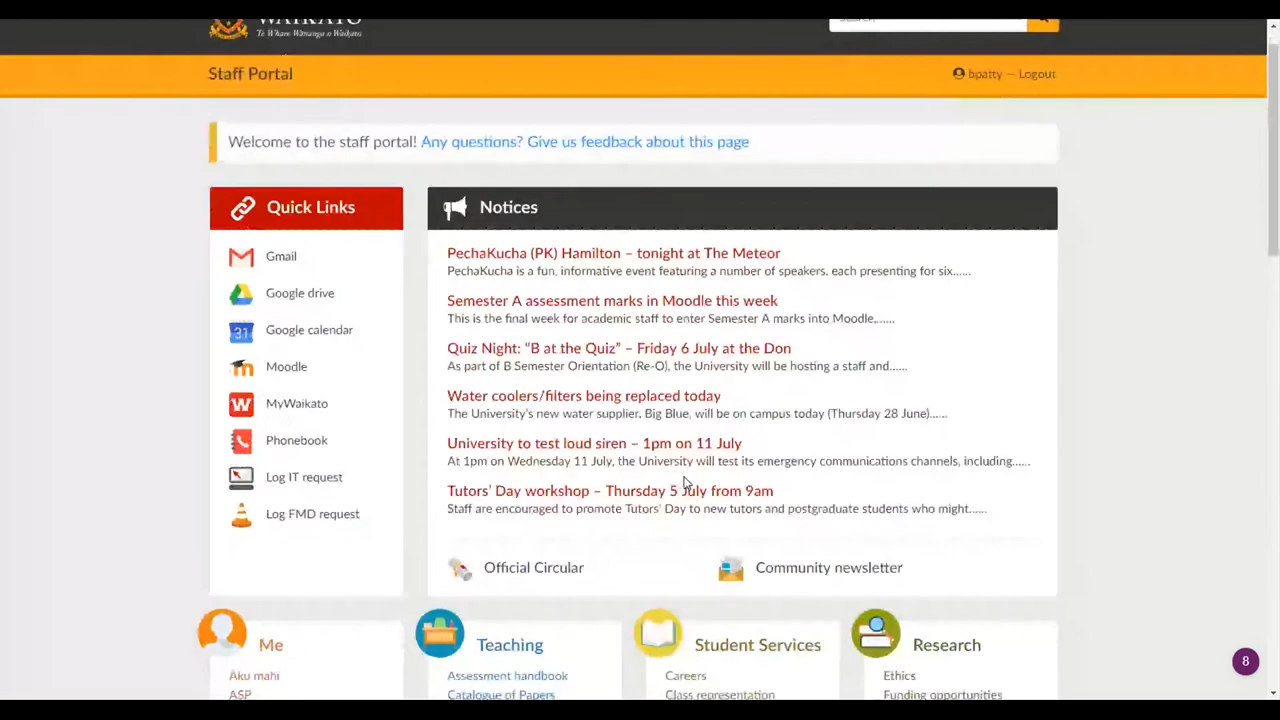 WAIKATO
Te Whare Wānanga o Waikato
Search...
Staff Portal
bpatty — Logout
Welcome to the staff portal! Any questions? Give us feedback about this page
Quick Links
Gmail
Google drive
31 Google calendar
Moodle
MyWaikato
Phonebook
Log IT request
Log FMD request
Notices
PechaKucha (PK) Hamilton – tonight at The Meteor
PechaKucha is a fun, informative event featuring a number of speakers, each presenting for six......
Semester A assessment marks in Moodle this week
This is the final week for academic staff to enter Semester A marks into Moodle,......
Quiz Night: “B at the Quiz” – Friday 6 July at the Don
As part of B Semester Orientation (Re-O), the University will be hosting a staff and......
Water coolers/filters being replaced today
The University's new water supplier, Big Blue, will be on campus today (Thursday 28 June)......
University to test loud siren – 1pm on 11 July
At 1pm on Wednesday 11 July, the University will test its emergency communications channels, including......
Tutors' Day workshop – Thursday 5 July from 9am
Staff are encouraged to promote Tutors' Day to new tutors and postgraduate students who might......
Official Circular
Community newsletter
Me
Aku mahi
ASP
Teaching
Assessment handbook
Catalogue of Papers
Student Services
Careers
Class representation
Research
Ethics
Funding opportunities
8